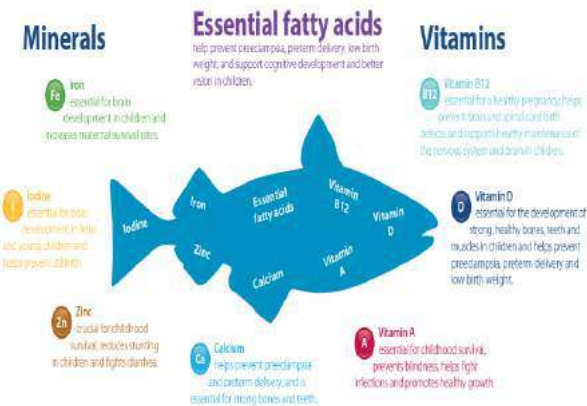 Minerals
Essential fatty acids
help prevent preeclampsia, preterm delivery, low birth
weight, and support cognitive development and better
vision in children.
Vitamins
Fe
Iron
essential for brain
development in children and
increases maternal survival rates.
B12
Vitamin B12
essential for a healthy pregnancy, helps
prevent brain and spinal cord birth
defects, and supports healthy maintenance of
the nervous system and brain in children.
I
Iodine
essential for brain
development in fetus
and young children and
helps prevent stillbirth.
Iodine
Iron
Zinc
Essential
fatty acids
Calcium
Vitamin
B12
Vitamin
D
Vitamin
A
D
Vitamin D
essential for the development of
strong, healthy bones, teeth and
muscles in children and helps prevent
preeclampsia, preterm delivery and
low birth weight.
Zn
Zinc
crucial for childhood
survival, reduces stunting
in children and fights diarrhea.
Ca
Calcium
helps prevent preeclampsia
and preterm delivery, and is
essential for strong bones and teeth.
A
Vitamin A
essential for childhood survival,
prevents blindness, helps fight
infections and promotes healthy growth.